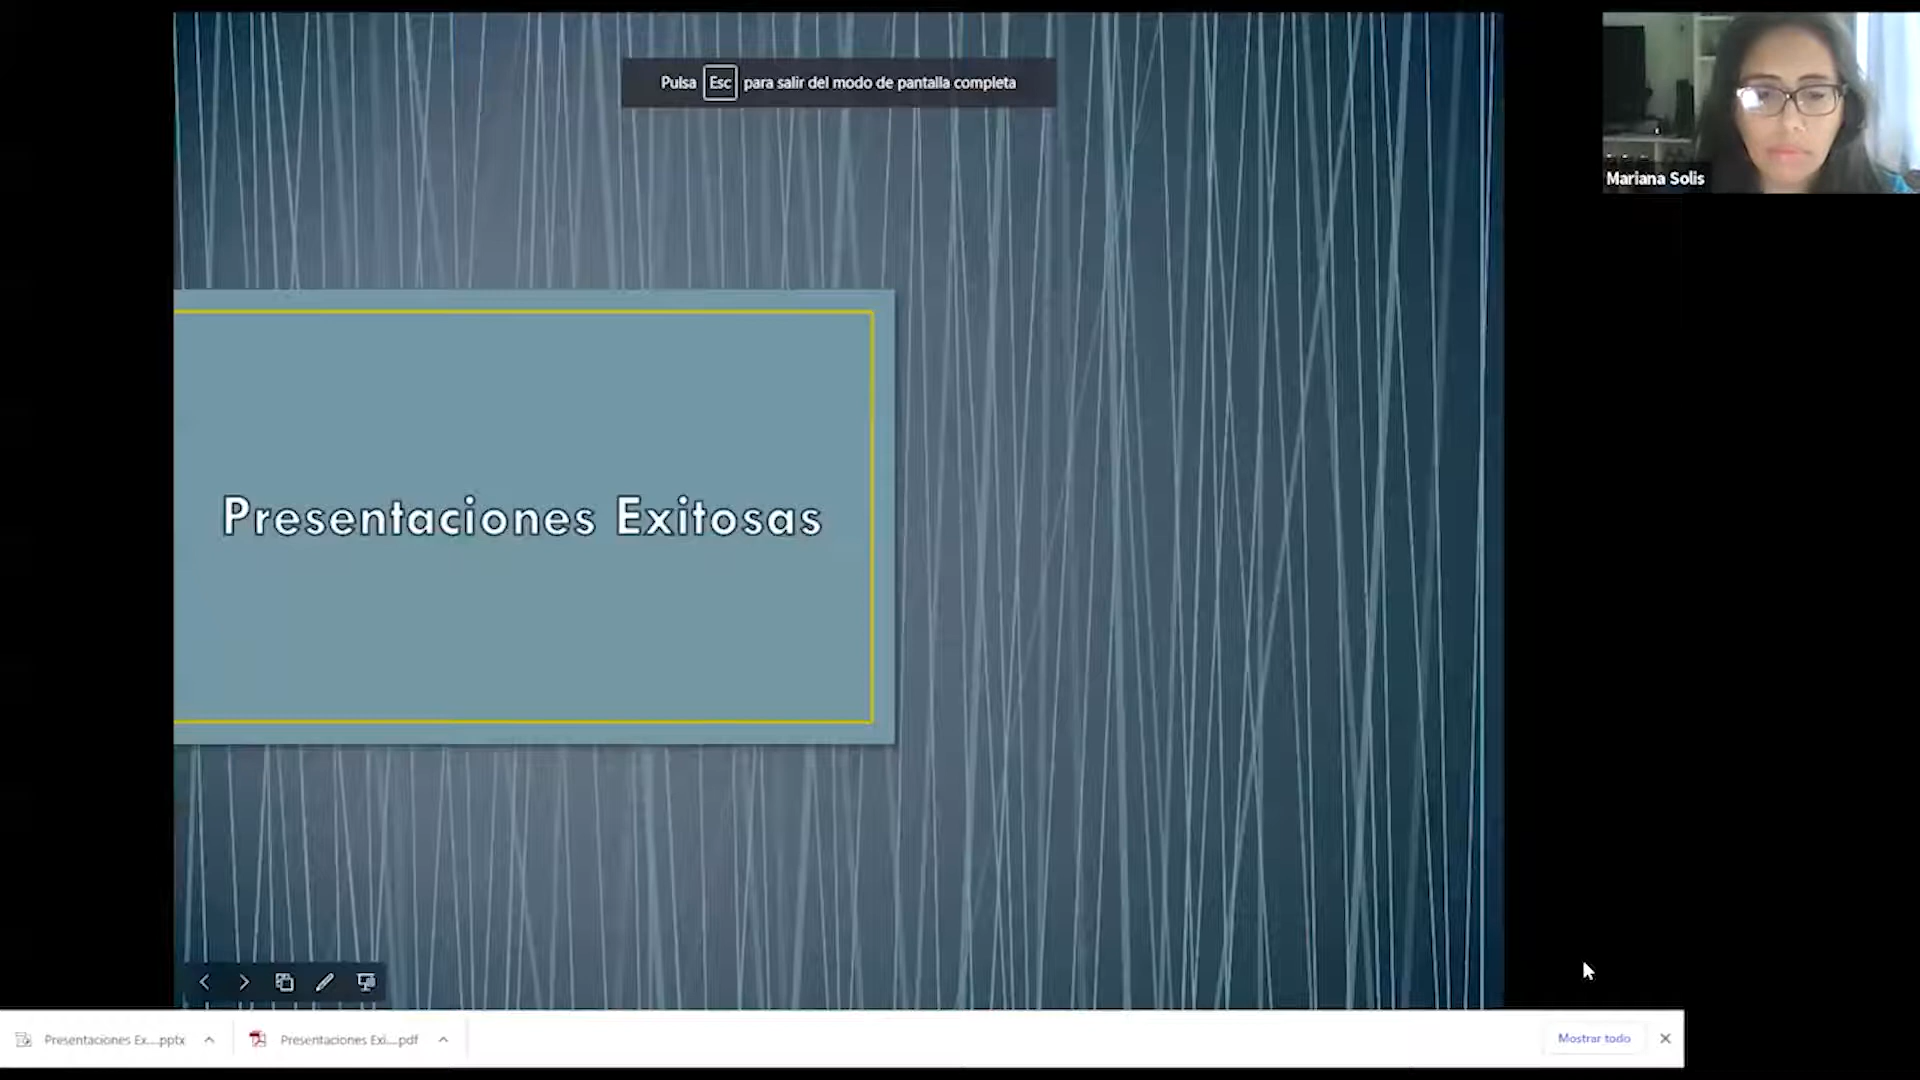 Pulsa Esc para salir del modo de pantalla completa
Mariana Solis
Presentaciones Exitosas
Presentaciones Ex....pptx
Presentaciones Exi....pdf
Mostrar todo